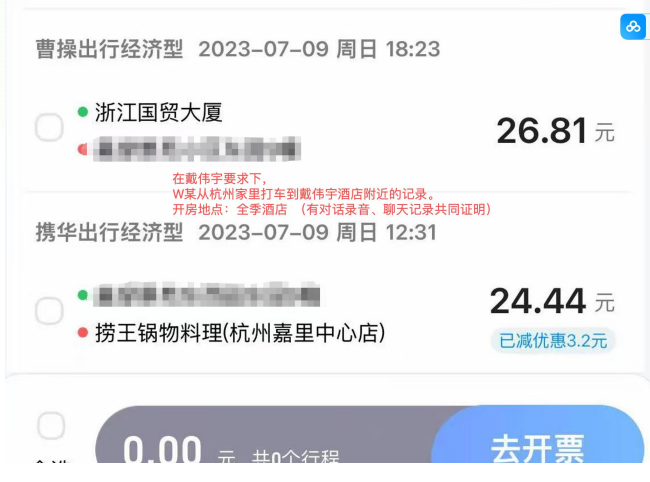 曹操出行经济型 2023-07-09 周日 18:23
浙江国贸大厦
26.81 元
在戴伟宇要求下，
W某从杭州家里打车到戴伟宇酒店附近的记录。
开房地点：全季酒店 （有对话录音、聊天记录共同证明）
携华出行经济型 2023-07-09 周日 12:31
24.44 元
捞王锅物料理(杭州嘉里中心店)
已减优惠3.2元
0.00 元 共0个行程
去开票